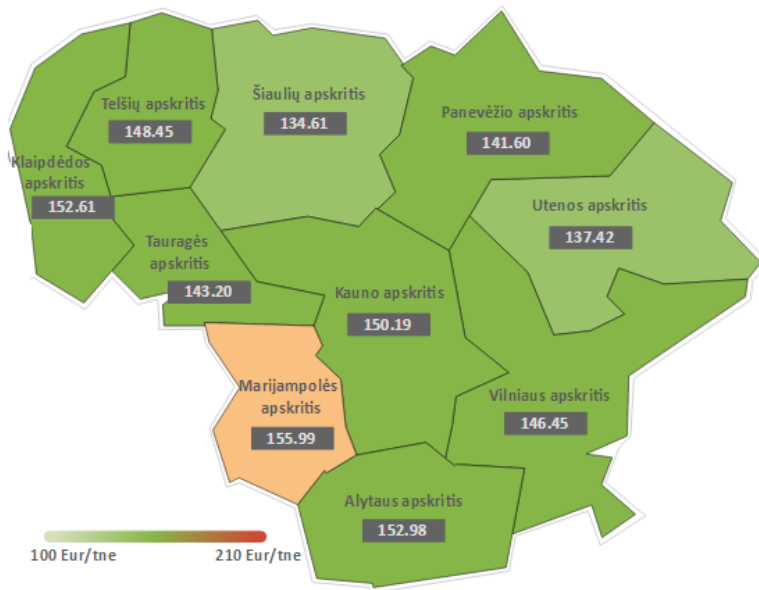 Telšių apskritis
148.45
Šiaulių apskritis
134.61
Panevėžio apskritis
141.60
Klaipdėdos
apskritis
152.61
Utenos apskritis
137.42
Tauragės
apskritis
143.20
Kauno apskritis
150.19
Marijampolės
apskritis
155.99
Vilniaus apskritis
146.45
Alytaus apskritis
152.98
100 Eur/tne
210 Eur/tne